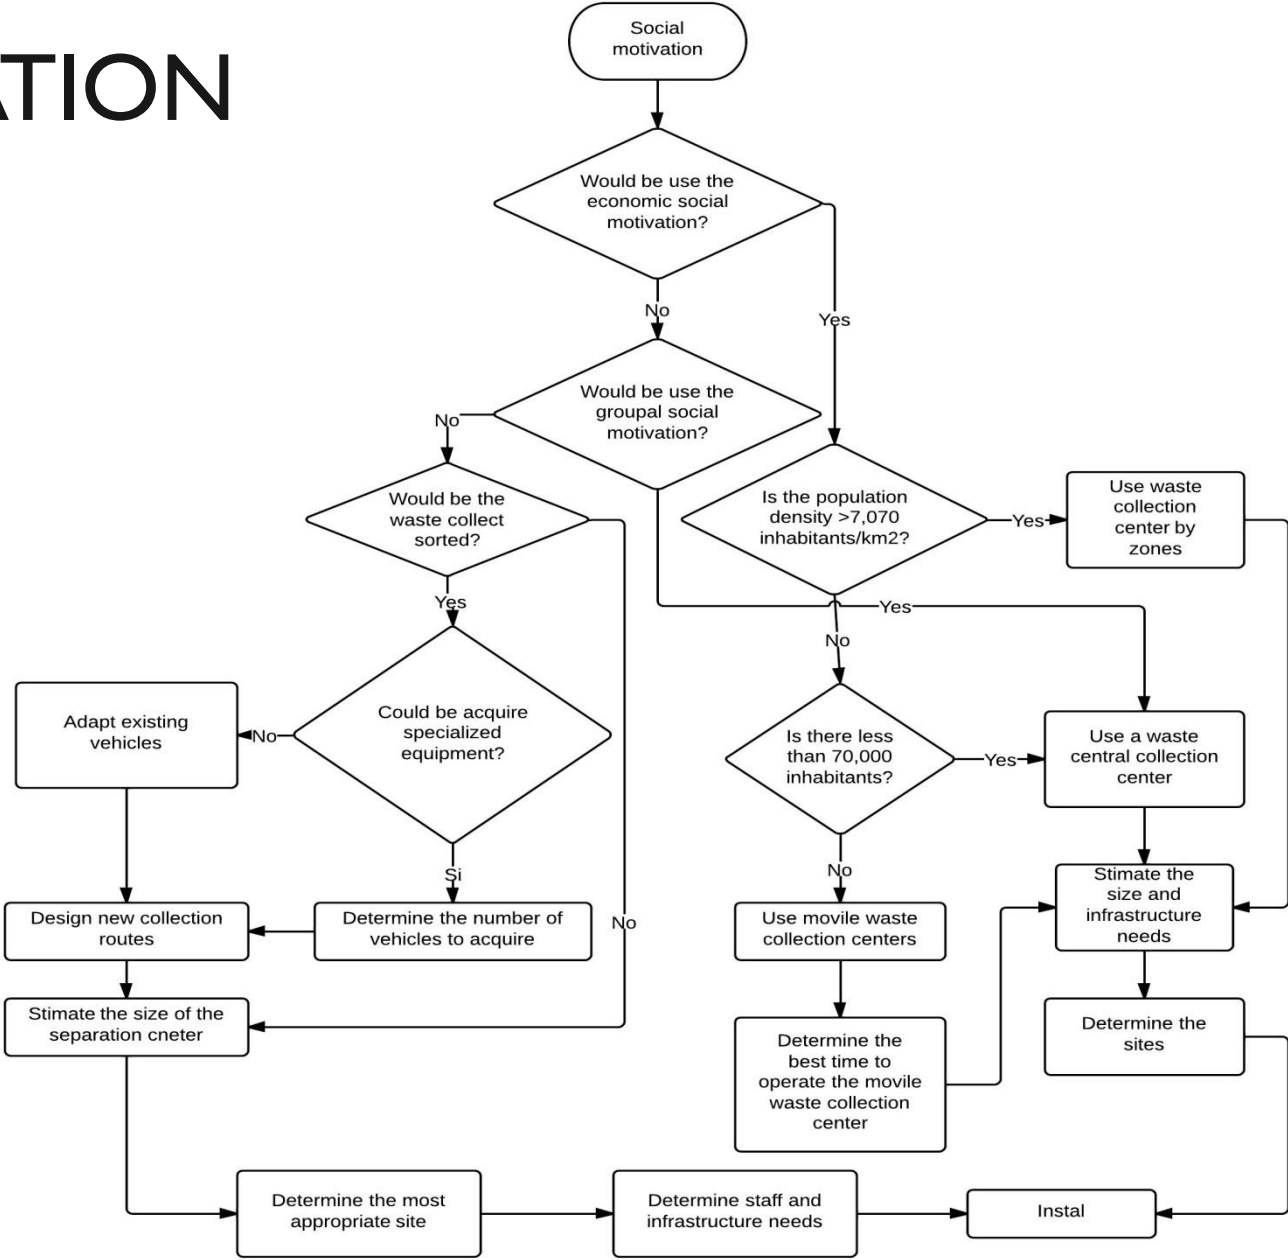 ATION
Social
motivation
Would be use the
economic social
motivation?
No
Yes
Would be use the
groupal social
motivation?
No
Would be the
waste collect
sorted?
Is the population
density >7,070
inhabitants/km2?
Yes
Use waste
collection
center by
zones
Yes
Yes
No
Adapt existing
vehicles
No
Could be acquire
specialized
equipment?
Is there less
than 70,000
inhabitants?
Yes
Use a waste
central collection
center
Si
No
Stimate the
size and
infrastructure
needs
Design new collection
routes
Determine the number of
vehicles to acquire
No
Use movile waste
collection centers
Stimate the size of the
separation cneter
Determine the
best time to
operate the movile
waste collection
center
Determine the
sites
Determine the most
appropriate site
Determine staff and
infrastructure needs
Instal